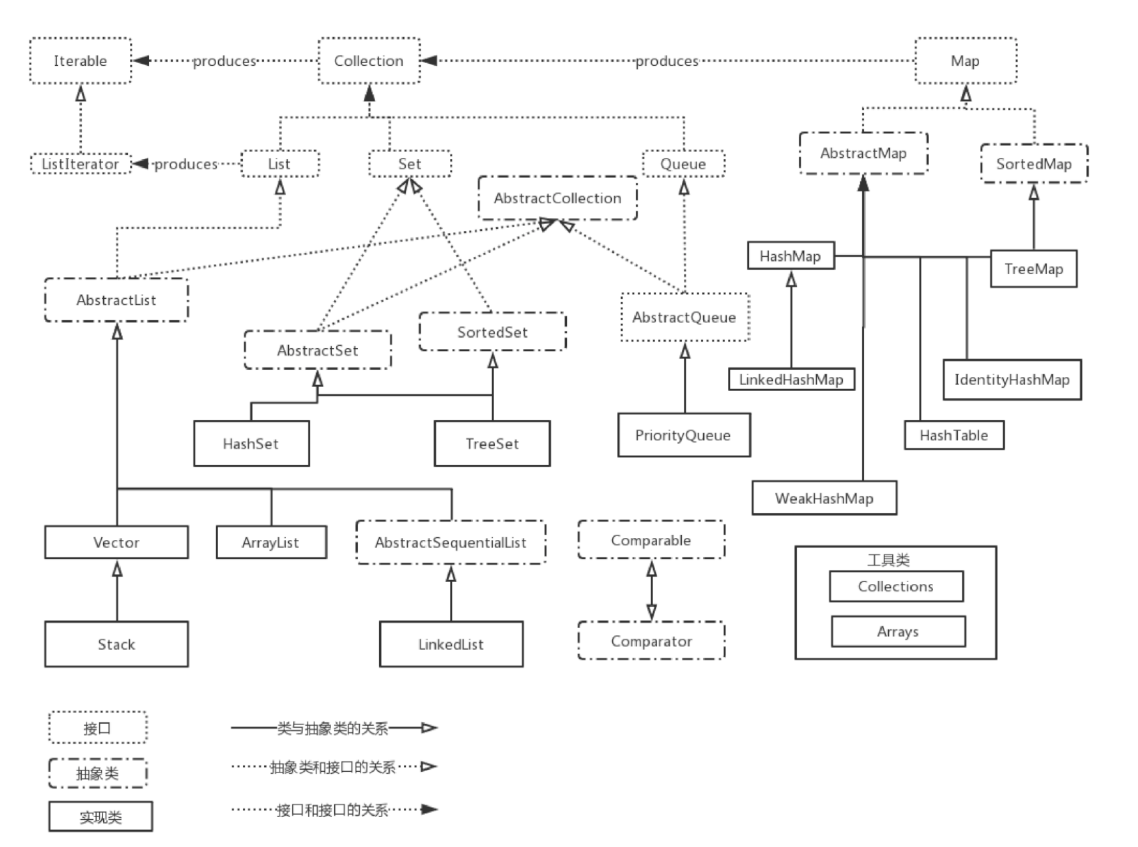 Iterable
produces
Collection
produces
Map
ListIterator
produces
List
Set
Queue
AbstractMap
SortedMap
AbstractCollection
HashMap
TreeMap
AbstractList
AbstractQueue
SortedSet
AbstractSet
LinkedHashMap
IdentityHashMap
HashSet
TreeSet
PriorityQueue
HashTable
WeakHashMap
Vector
ArrayList
AbstractSequentialList
Comparable
工具类
Collections
Arrays
Stack
LinkedList
Comparator
接口
类与抽象类的关系
抽象类
抽象类和接口的关系
实现类
接口和接口的关系